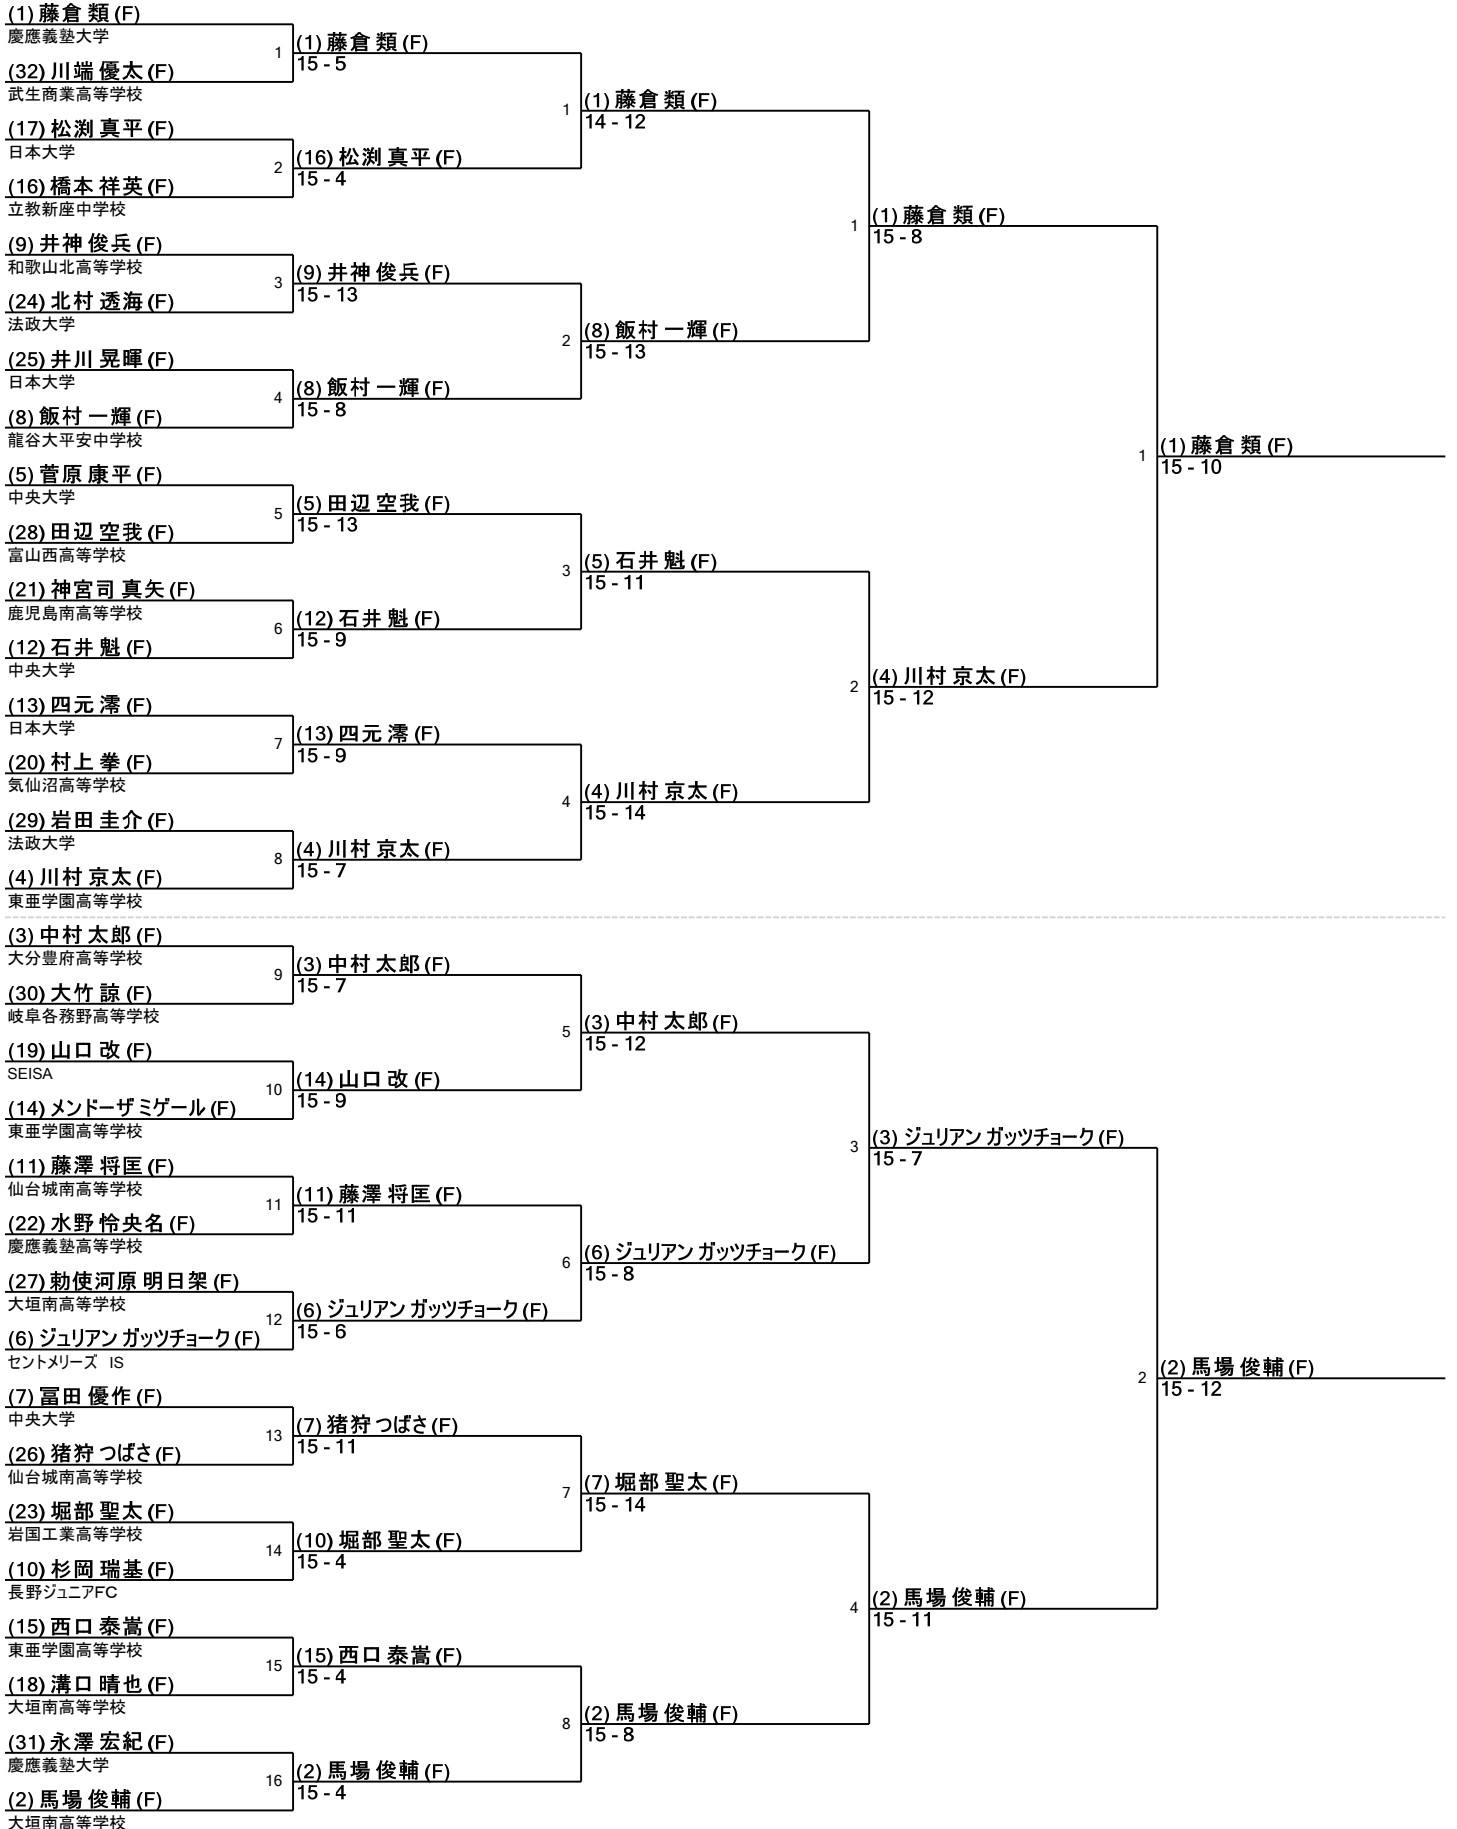 (1) 藤倉 類 (F)
慶應義塾大学
1
(32) 川端 優太 (F)
武生商業高等学校
(1) 藤倉 類 (F)
15 - 5
(17) 松渕 真平 (F)
日本大学
2
(16) 橋本 祥英 (F)
立教新座中学校
(16) 松渕 真平 (F)
15 - 4
1
(1) 藤倉 類 (F)
14 - 12
(9) 井神 俊兵 (F)
和歌山北高等学校
3
(24) 北村 透海 (F)
法政大学
(9) 井神 俊兵 (F)
15 - 13
(25) 井川 晃暉 (F)
日本大学
4
(8) 飯村 一輝 (F)
龍谷大平安中学校
(8) 飯村 一輝 (F)
15 - 8
2
(8) 飯村 一輝 (F)
15 - 13
1
(1) 藤倉 類 (F)
15 - 8
(5) 菅原 康平 (F)
中央大学
5
(28) 田辺 空我 (F)
富山西高等学校
(5) 田辺 空我 (F)
15 - 13
(21) 神宮司 真矢 (F)
鹿児島南高等学校
6
(12) 石井 魁 (F)
中央大学
(12) 石井 魁 (F)
15 - 9
3
(5) 石井 魁 (F)
15 - 11
(13) 四元 澪 (F)
日本大学
7
(20) 村上 拳 (F)
気仙沼高等学校
(13) 四元 澪 (F)
15 - 9
(29) 岩田 圭介 (F)
法政大学
8
(4) 川村 京太 (F)
東亜学園高等学校
(4) 川村 京太 (F)
15 - 7
4
(4) 川村 京太 (F)
15 - 14
2
(4) 川村 京太 (F)
15 - 12
1
(1) 藤倉 類 (F)
15 - 10
(3) 中村 太郎 (F)
大分豊府高等学校
9
(30) 大竹 諒 (F)
岐阜各務野高等学校
(3) 中村 太郎 (F)
15 - 7
(19) 山口 改 (F)
SEISA
10
(14) メンドーザ ミゲール (F)
東亜学園高等学校
(14) 山口 改 (F)
15 - 9
5
(3) 中村 太郎 (F)
15 - 12
(11) 藤澤 将匡 (F)
仙台城南高等学校
11
(22) 水野 怜央名 (F)
慶應義塾高等学校
(11) 藤澤 将匡 (F)
15 - 11
(27) 勅使河原 明日架 (F)
大垣南高等学校
12
(6) ジュリアン ガッツチョーク (F)
セントメリーズ IS
(6) ジュリアン ガッツチョーク (F)
15 - 6
6
(6) ジュリアン ガッツチョーク (F)
15 - 8
3
(3) ジュリアン ガッツチョーク (F)
15 - 7
(7) 冨田 優作 (F)
中央大学
13
(26) 猪狩 つばさ (F)
仙台城南高等学校
(7) 猪狩 つばさ (F)
15 - 11
(23) 堀部 聖太 (F)
岩国工業高等学校
14
(10) 杉岡 瑞基 (F)
長野ジュニアFC
(10) 堀部 聖太 (F)
15 - 4
7
(7) 堀部 聖太 (F)
15 - 14
(15) 西口 泰嵩 (F)
東亜学園高等学校
15
(18) 溝口 晴也 (F)
大垣南高等学校
(15) 西口 泰嵩 (F)
15 - 4
(31) 永澤 宏紀 (F)
慶應義塾大学
16
(2) 馬場 俊輔 (F)
大垣南高等学校
(2) 馬場 俊輔 (F)
15 - 4
8
(2) 馬場 俊輔 (F)
15 - 8
4
(2) 馬場 俊輔 (F)
15 - 11
2
(2) 馬場 俊輔 (F)
15 - 12